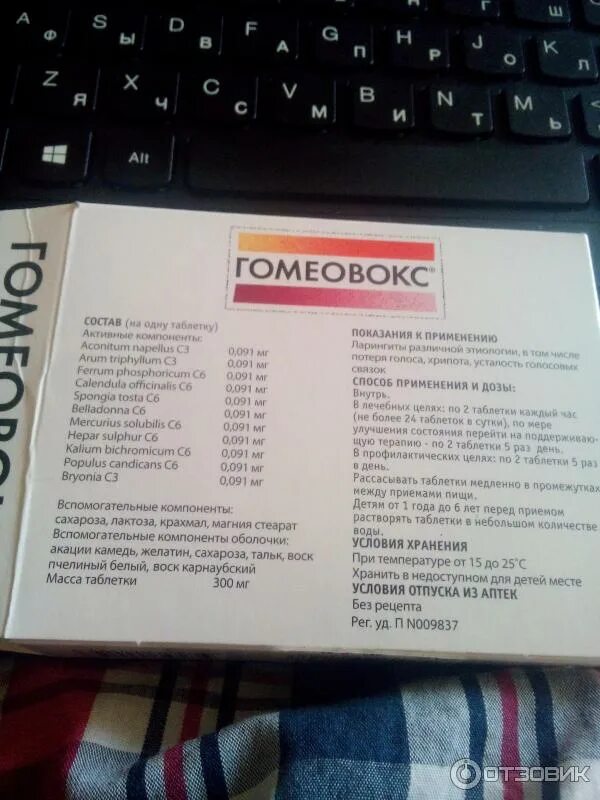 A Ф
S Ы
D В
F А
G П
H Р
J О
K Л
Ш
Z Я
X Ч
C С
V М
B И
N Т
M Ь
Alt
ГОМЕОВОКС
ГОМЕОВОКС®
СОСТАВ (на одну таблетку)
Активные компоненты:
Aconitum napellus C3 0,091 мг
Arum triphyllum C3 0,091 мг
Ferrum phosphoricum C6 0,091 мг
Calendula officinalis C6 0,091 мг
Spongia tosta C6 0,091 мг
Belladonna C6 0,091 мг
Mercurius solubilis C6 0,091 мг
Hepar sulphur C6 0,091 мг
Kalium bichromicum C6 0,091 мг
Populus candicans C6 0,091 мг
Bryonia C3 0,091 мг
Вспомогательные компоненты:
сахароза, лактоза, крахмал, магния стеарат
Вспомогательные компоненты оболочки:
акации камедь, желатин, сахароза, тальк, воск
пчелиный белый, воск карнаубский
Масса таблетки 300 мг
ПОКАЗАНИЯ К ПРИМЕНЕНИЮ
Ларингиты различной этиологии, в том числе
потеря голоса, хрипота, усталость голосовых
связок
СПОСОБ ПРИМЕНЕНИЯ И ДОЗЫ:
Внутрь.
В лечебных целях: по 2 таблетки каждый час
(не более 24 таблеток в сутки), по мере
улучшения состояния перейти на поддерживаю-
щую терапию - по 2 таблетки 5 раз день.
В профилактических целях: по 2 таблетки 5 раз
в день.
Рассасывать таблетки медленно в промежутках
между приемами пищи.
Детям от 1 года до 6 лет перед приемом
растворять таблетки в небольшом количестве
воды.
УСЛОВИЯ ХРАНЕНИЯ
При температуре от 15 до 25°C
Хранить в недоступном для детей месте
УСЛОВИЯ ОТПУСКА ИЗ АПТЕК
Без рецепта
Рег. уд. П N009837
ОТЗОВИК